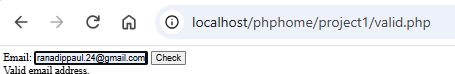 localhost/phphome/project1/valid.php
Email: ranadippaul.24@gmail.com Check
Valid email address.